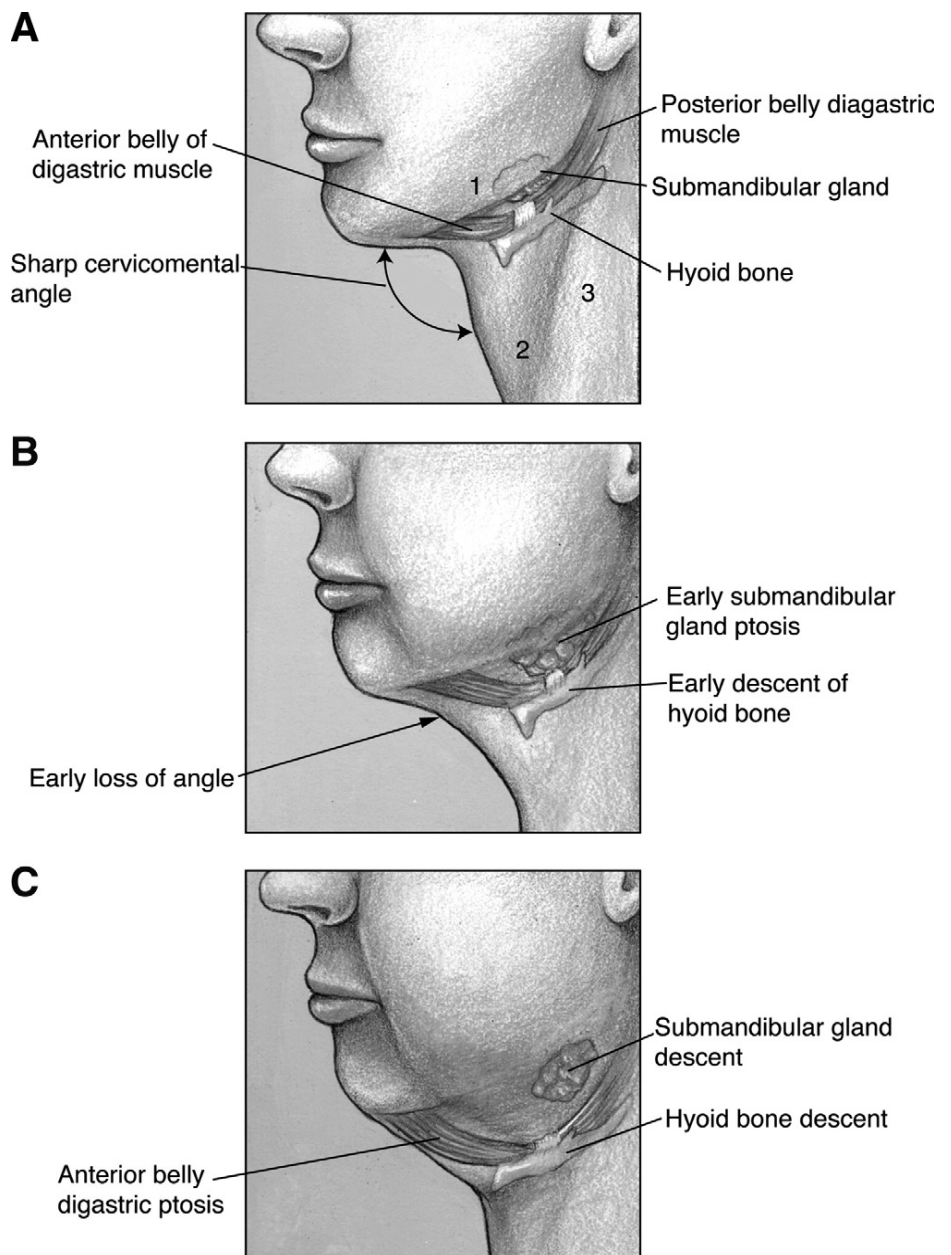 A
Anterior belly of
digastric muscle
Sharp cervicomental
angle
1
2
3
Posterior belly diagastric
muscle
Submandibular gland
Hyoid bone
B
Early loss of angle
Early submandibular
gland ptosis
Early descent of
hyoid bone
C
Anterior belly
digastric ptosis
Submandibular gland
descent
Hyoid bone descent